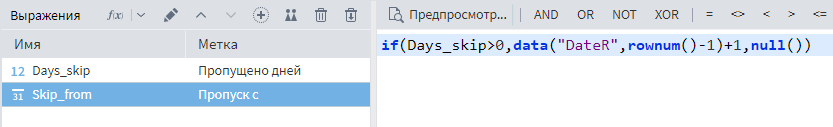 Выражения f(x) Предпросмотр... AND OR NOT XOR = <> < > <=
Имя Метка if(Days_skip>0,data("DateR",rownum()-1)+1,null())
12 Days_skip Пропущено дней
31 Skip_from Пропуск с